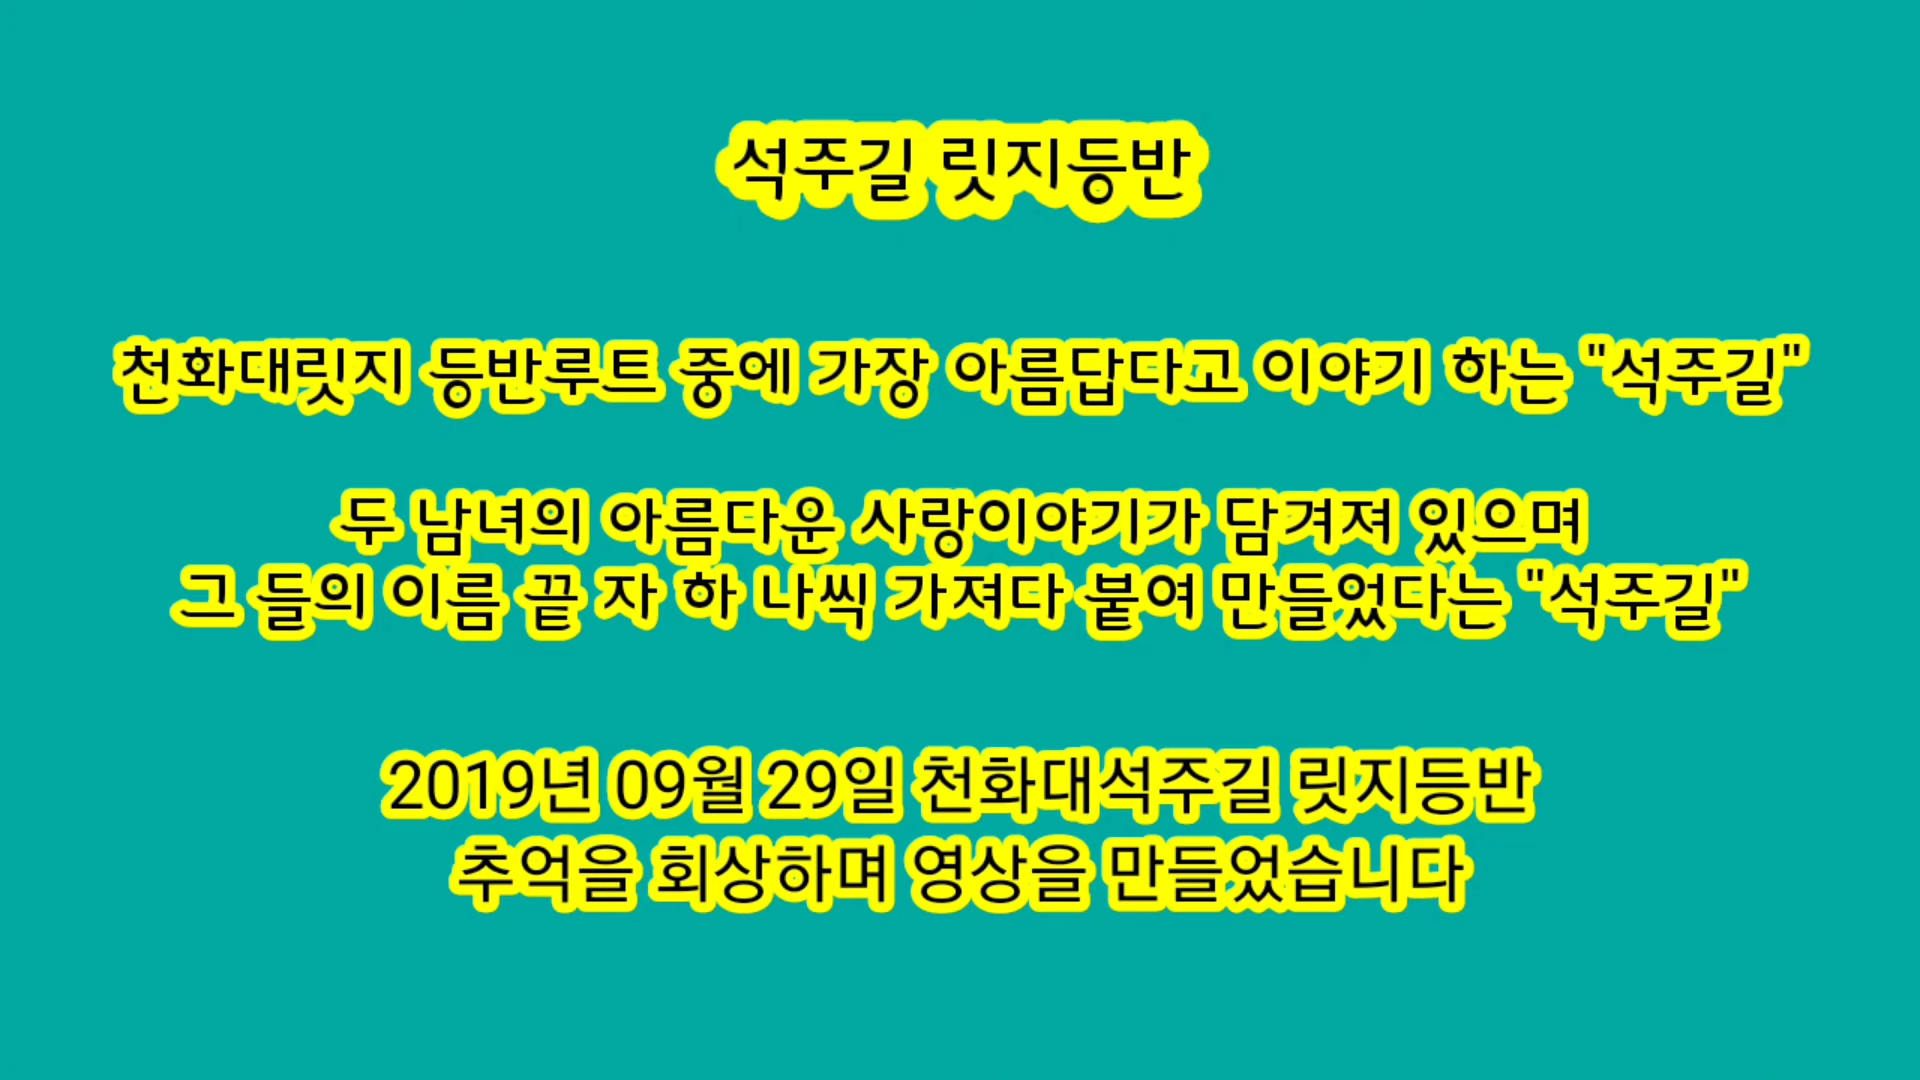 석주길 릿지등반
천화대릿지 등반루트 중에 가장 아름답다고 이야기 하는 "석주길"
두 남녀의 아름다운 사랑이야기가 담겨져 있으며
그 들의 이름 끝 자 하 나씩 가져다 붙여 만들었다는 "석주길"
2019년 09월 29일 천화대석주길 릿지등반
추억을 회상하며 영상을 만들었습니다